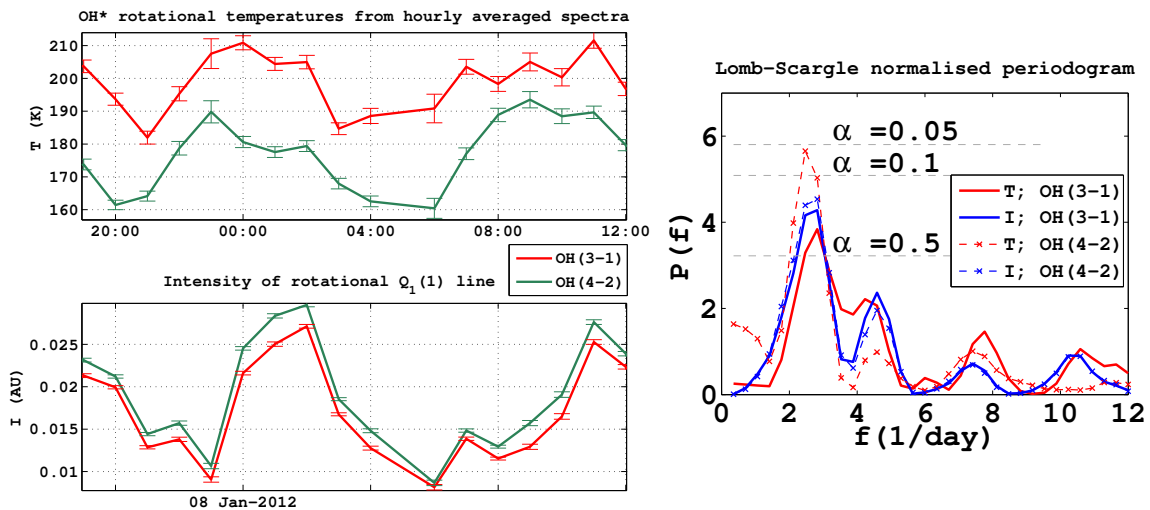 OH* rotational temperatures from hourly averaged spectra
T (K)
210
200
190
180
170
160
20:00 00:00 04:00 08:00 12:00
OH(3-1)
OH(4-2)
Intensity of rotational Q1(1) line
I (AU)
0.025
0.02
0.015
0.01
08 Jan-2012
Lomb-Scargle normalised periodogram
P(f)
6
4
2
0
α =0.05
α =0.1
α =0.5
T; OH(3-1)
I; OH(3-1)
T; OH(4-2)
I; OH(4-2)
0 2 4 6 8 10 12
f(1/day)